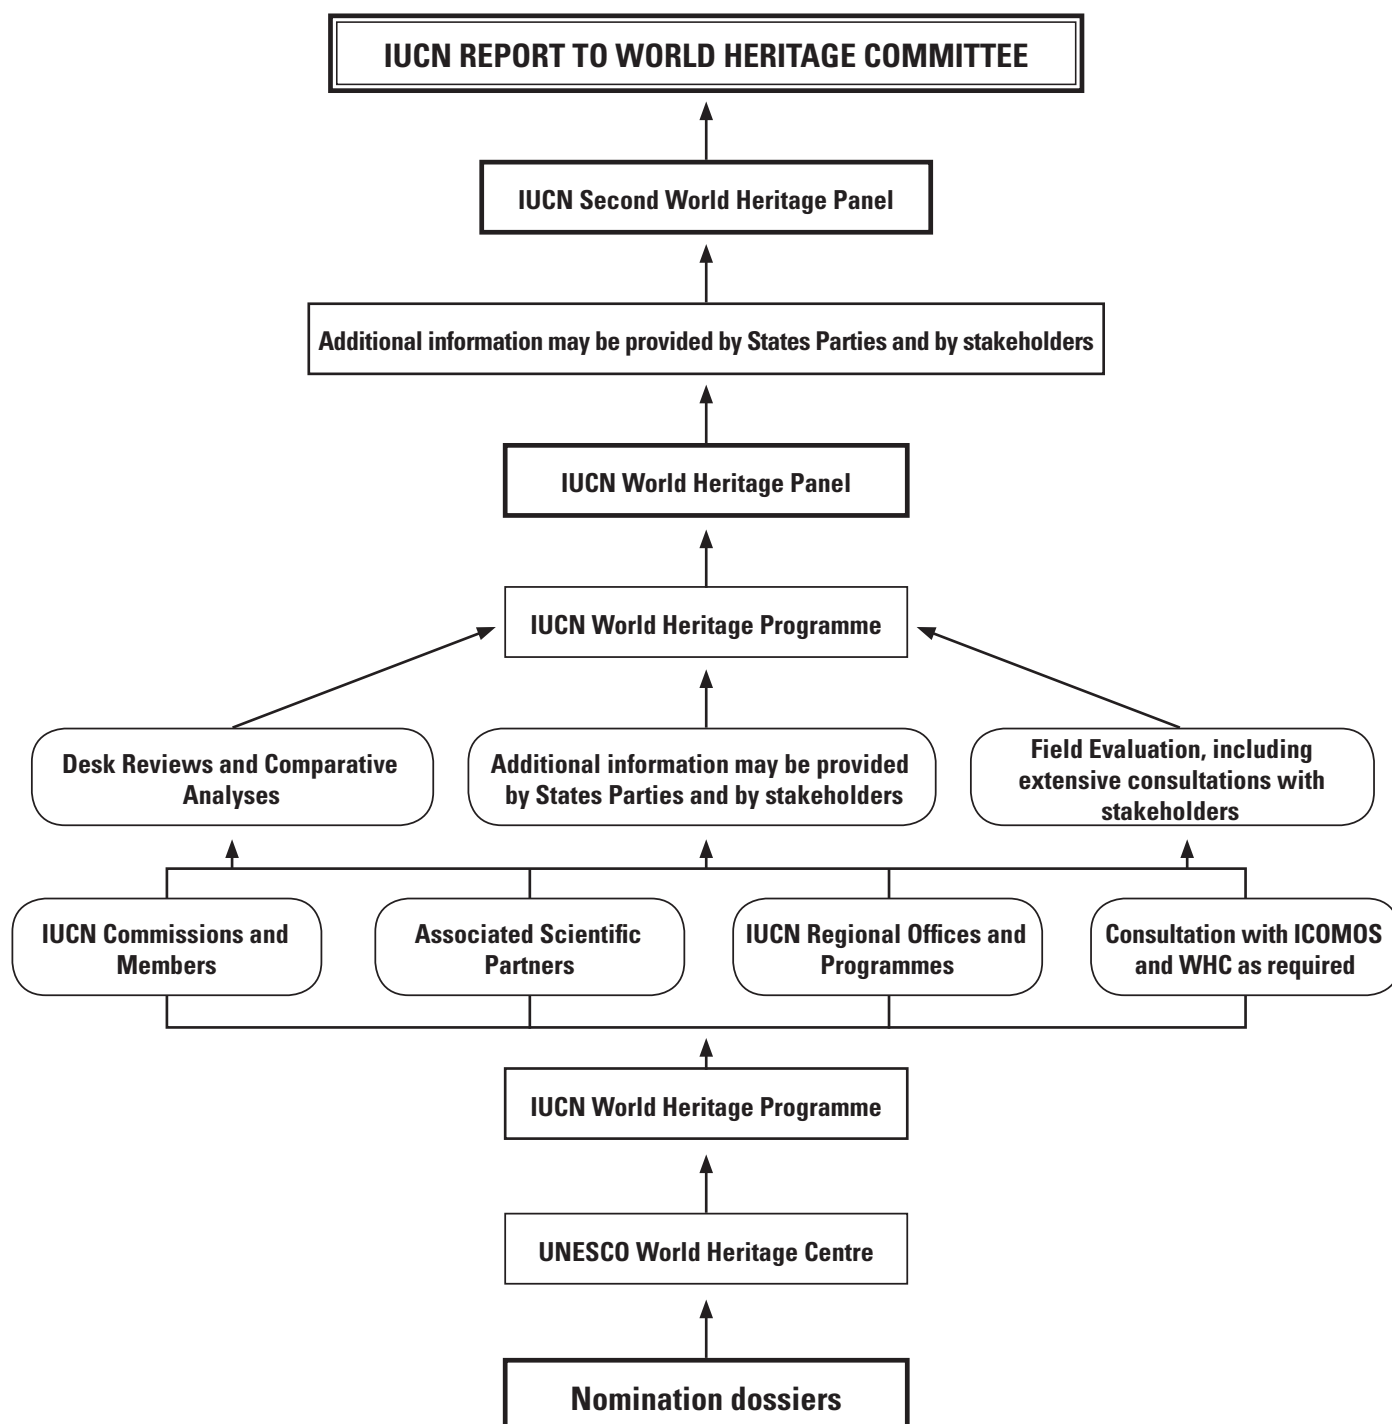 IUCN REPORT TO WORLD HERITAGE COMMITTEE
IUCN Second World Heritage Panel
Additional information may be provided by States Parties and by stakeholders
IUCN World Heritage Panel
IUCN World Heritage Programme
Desk Reviews and Comparative
Analyses
Additional information may be provided
by States Parties and by stakeholders
Field Evaluation, including
extensive consultations with
stakeholders
IUCN Commissions and
Members
Associated Scientific
Partners
IUCN Regional Offices and
Programmes
Consultation with ICOMOS
and WHC as required
IUCN World Heritage Programme
UNESCO World Heritage Centre
Nomination dossiers